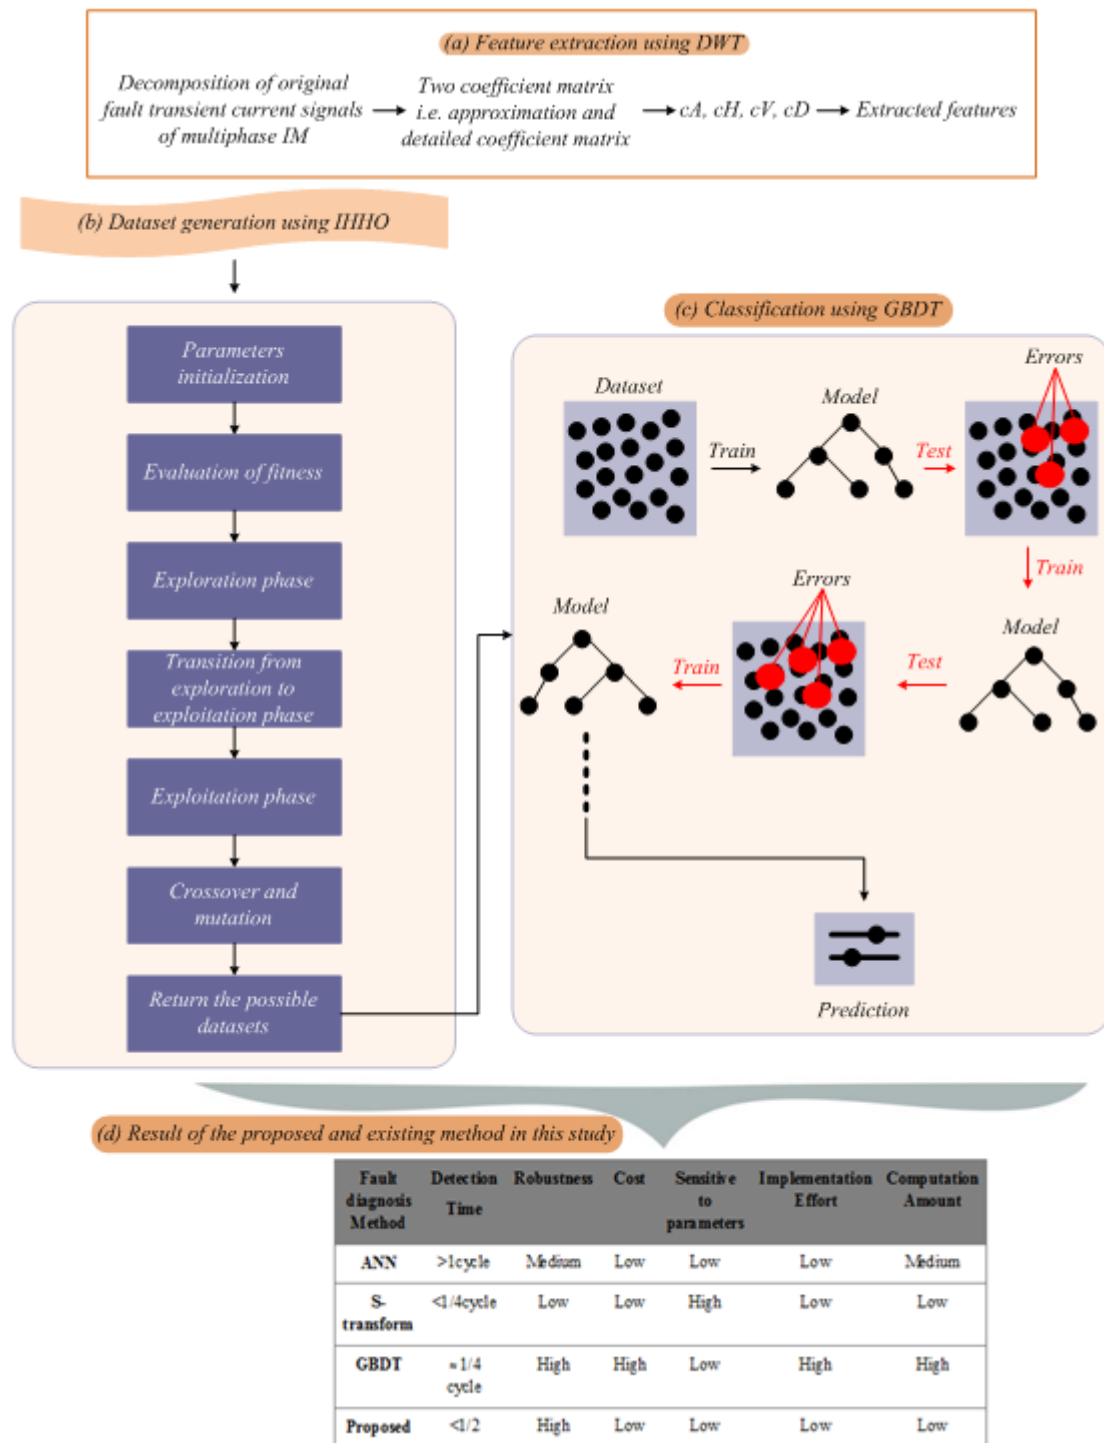 (a) Feature extraction using DWT
Decomposition of original
fault transient current signals
of multiphase IM
Two coefficient matrix
i.e. approximation and
detailed coefficient matrix
cA, cH, cV, cD
Extracted features
(b) Dataset generation using IHHO
Parameters
initialization
Evaluation of fitness
Exploration phase
Transition from
exploration to
exploitation phase
Exploitation phase
Crossover and
mutation
Return the possible
datasets
(c) Classification using GBDT
Dataset
Train
Model
Test
Errors
Train
Model
Test
Errors
Train
Model
Prediction
(d) Result of the proposed and existing method in this study
Fault
diagnosis
Method
Detection
Time
Robustness
Cost
Sensitive
to
parameters
Implementation
Effort
Computation
Amount
ANN >1cycle Medium Low Low Low Medium
S-
transform
<1/4cycle Low Low High Low Low
GBDT
≈1/4
cycle
High High Low High High
Proposed <1/2 High Low Low Low Low